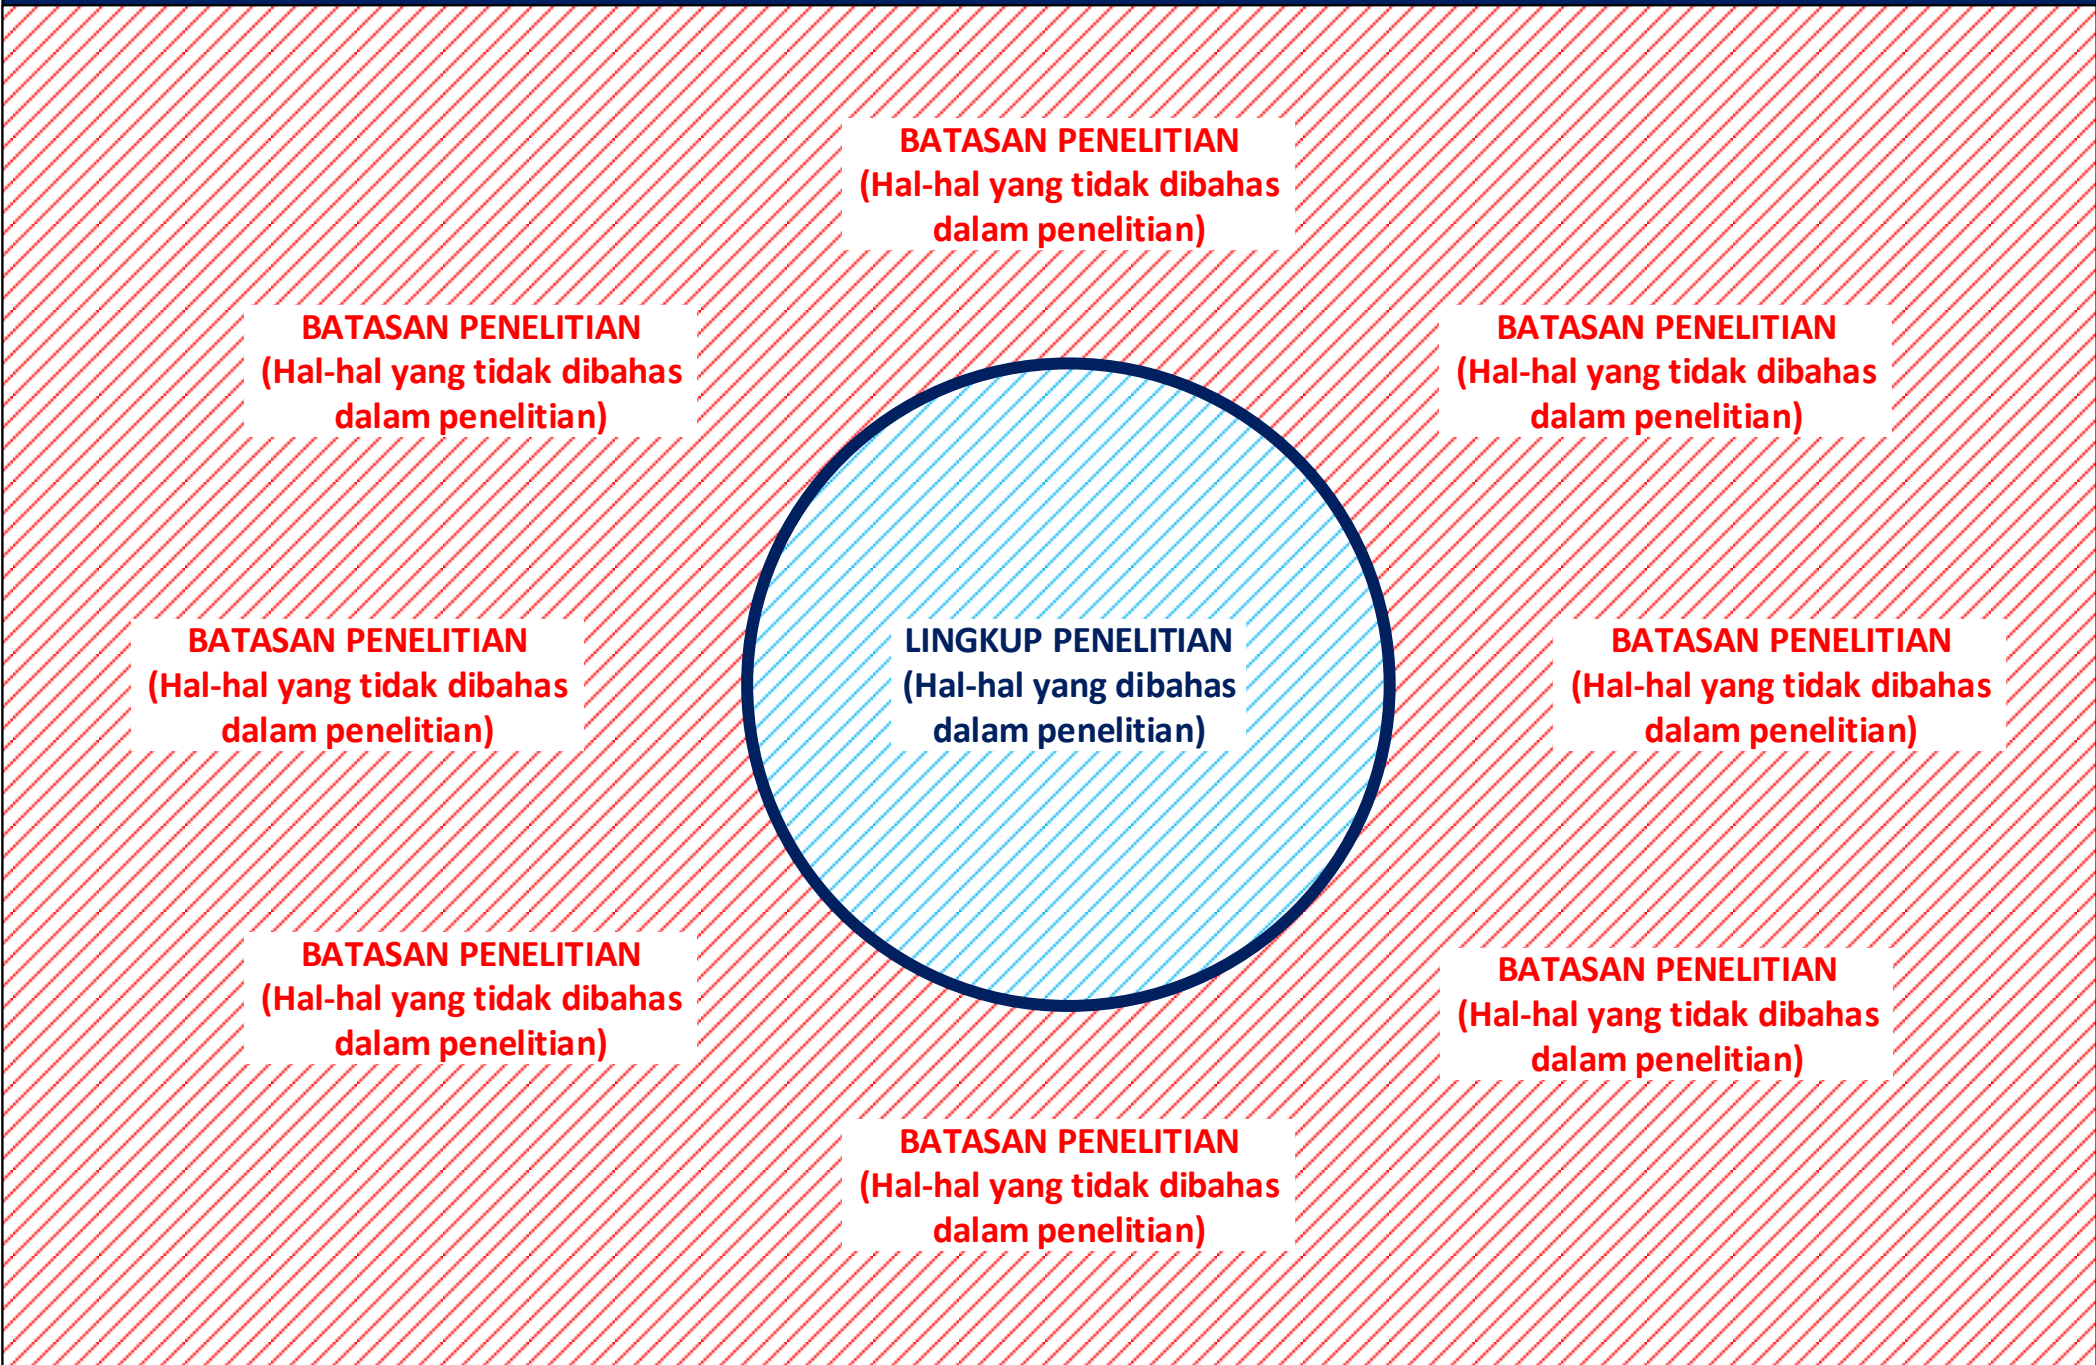 BATASAN PENELITIAN
(Hal-hal yang tidak dibahas
dalam penelitian)
BATASAN PENELITIAN
(Hal-hal yang tidak dibahas
dalam penelitian)
BATASAN PENELITIAN
(Hal-hal yang tidak dibahas
dalam penelitian)
BATASAN PENELITIAN
(Hal-hal yang tidak dibahas
dalam penelitian)
LINGKUP PENELITIAN
(Hal-hal yang dibahas
dalam penelitian)
BATASAN PENELITIAN
(Hal-hal yang tidak dibahas
dalam penelitian)
BATASAN PENELITIAN
(Hal-hal yang tidak dibahas
dalam penelitian)
BATASAN PENELITIAN
(Hal-hal yang tidak dibahas
dalam penelitian)
BATASAN PENELITIAN
(Hal-hal yang tidak dibahas
dalam penelitian)